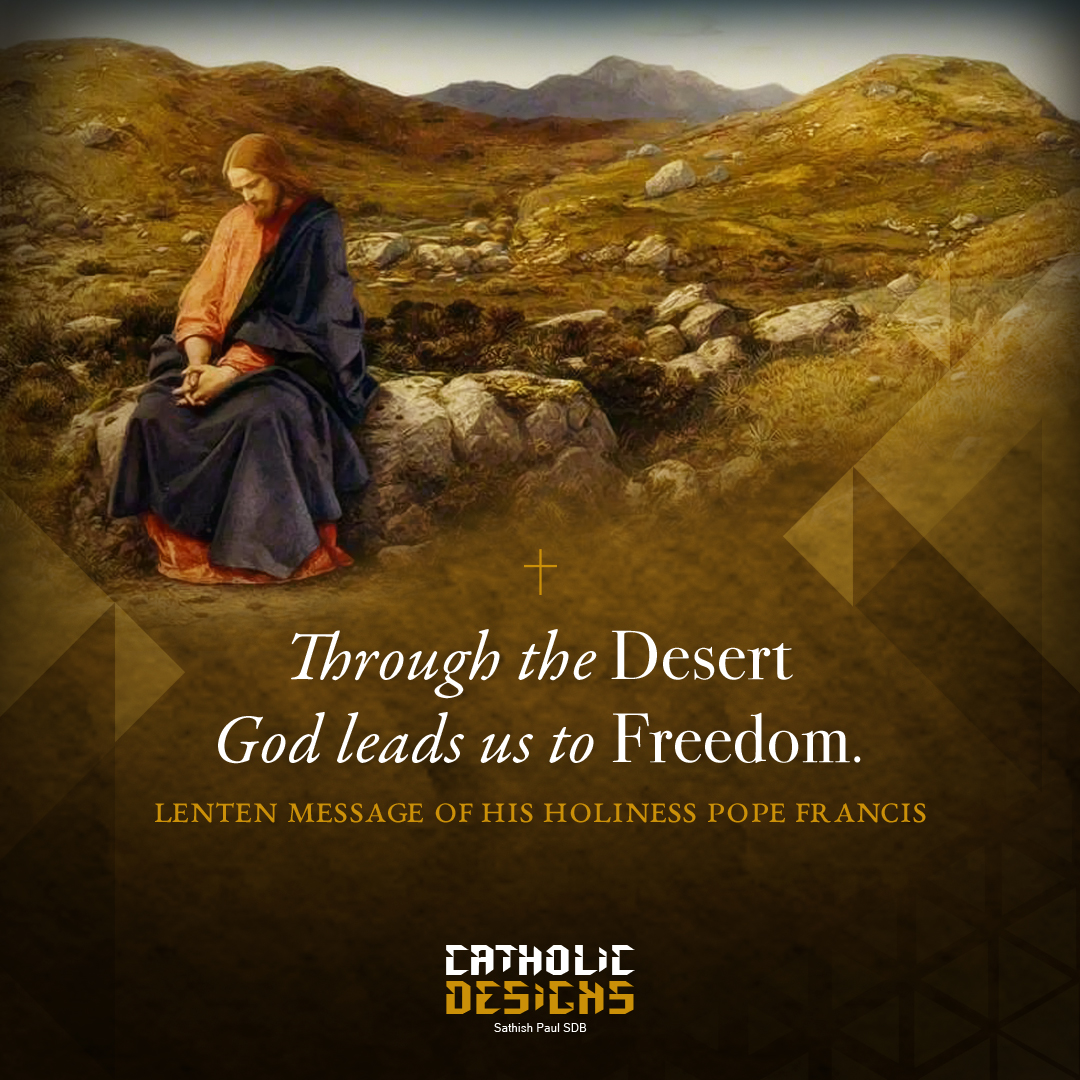 Through the Desert
God leads us to Freedom.
LENTEN MESSAGE OF HIS HOLINESS POPE FRANCIS
CATHOLIC
DESIGNS
Sathish Paul SDB